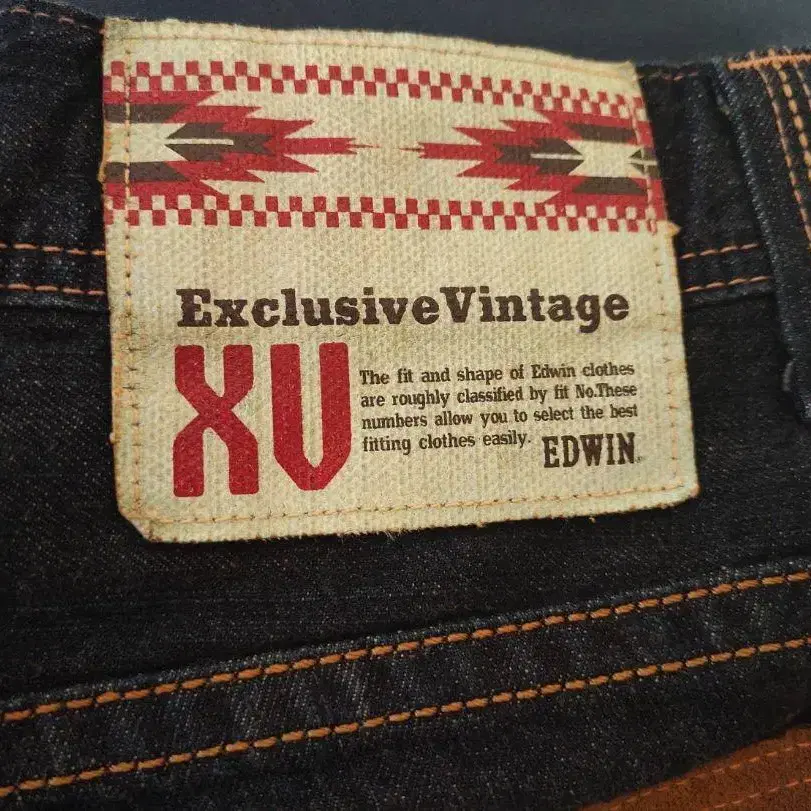 ExclusiveVintage
XV
The fit and shape of Edwin clothes
are roughly classified by fit No.These
numbers allow you to select the best
fitting clothes easily.
EDWIN